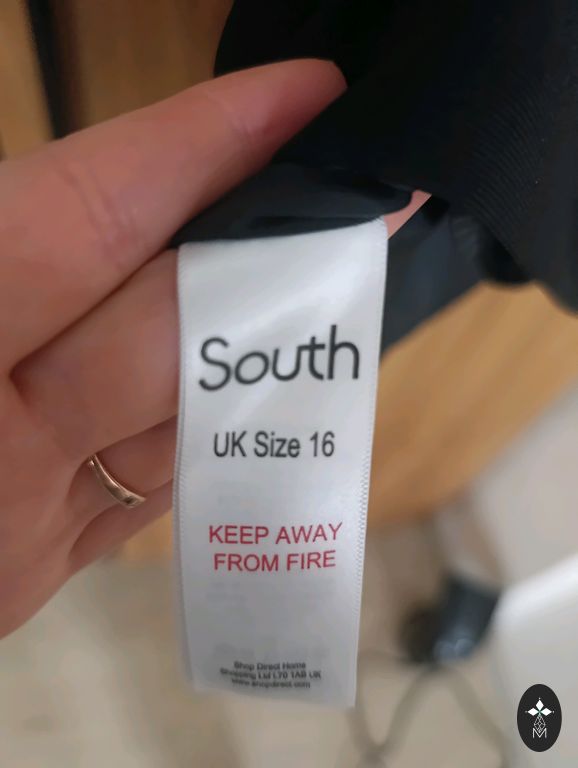 South
UK Size 16
KEEP AWAY
FROM FIRE
Shop Direct Home
Shopping Ltd L70 1AB UK
www.shopdirect.com
M